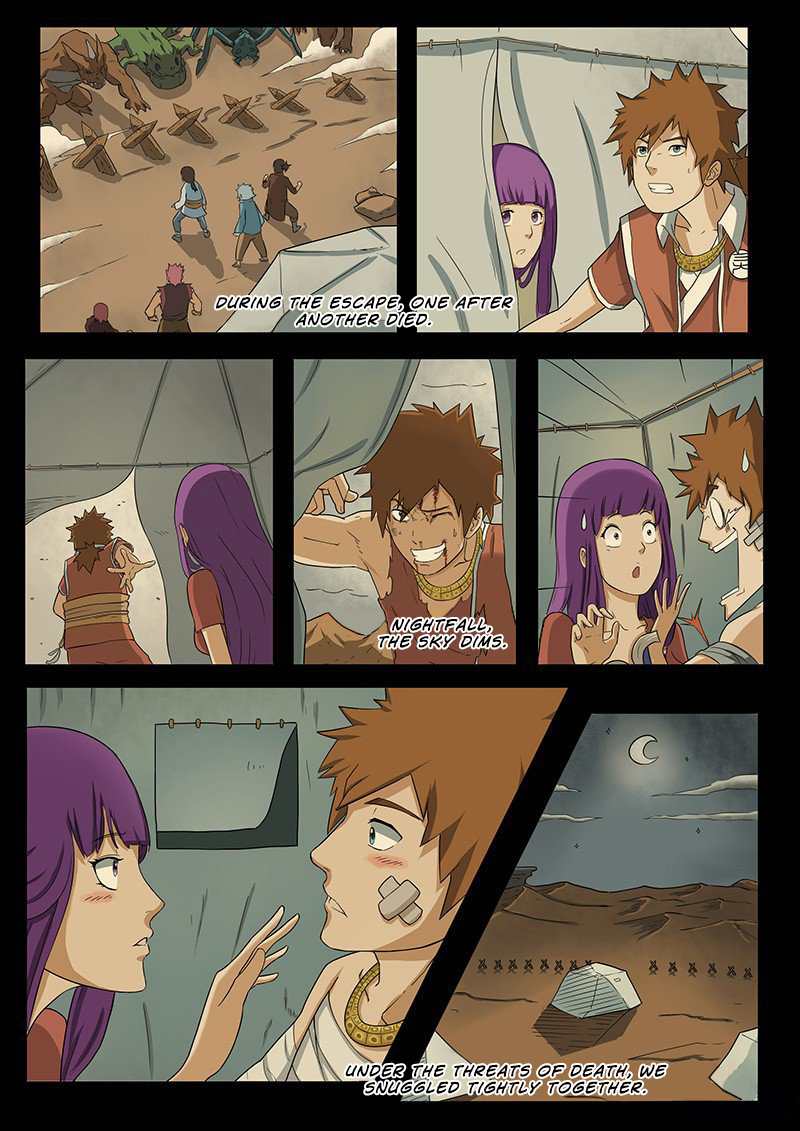 DURING THE ESCAPE, ONE AFTER
ANOTHER DIED.
NIGHTFALL,
THE SKY DIMS.
UNDER THE THREATS OF DEATH, WE
SNUGGLED TIGHTLY TOGETHER.